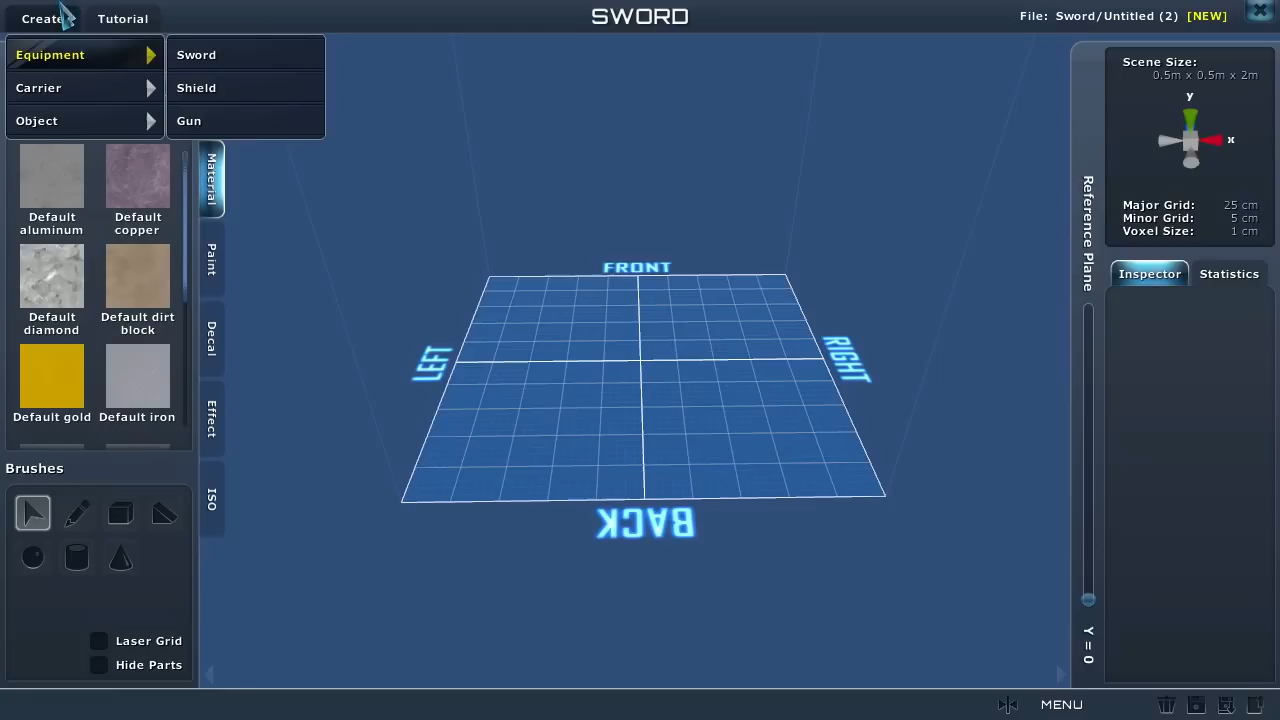 Create
Tutorial
SWORD
File: Sword/Untitled (2) [NEW]
Equipment
Sword
Carrier
Shield
Object
Gun
Material
Paint
Decal
Effect
ISO
Default aluminum
Default copper
Default diamond
Default dirt block
Default gold
Default iron
Brushes
Laser Grid
Hide Parts
FRONT
LEFT
RIGHT
BACK
Reference Plane
Y = 0
Scene Size:
0.5m x 0.5m x 2m
y
x
Major Grid: 25 cm
Minor Grid: 5 cm
Voxel Size: 1 cm
Inspector
Statistics
MENU